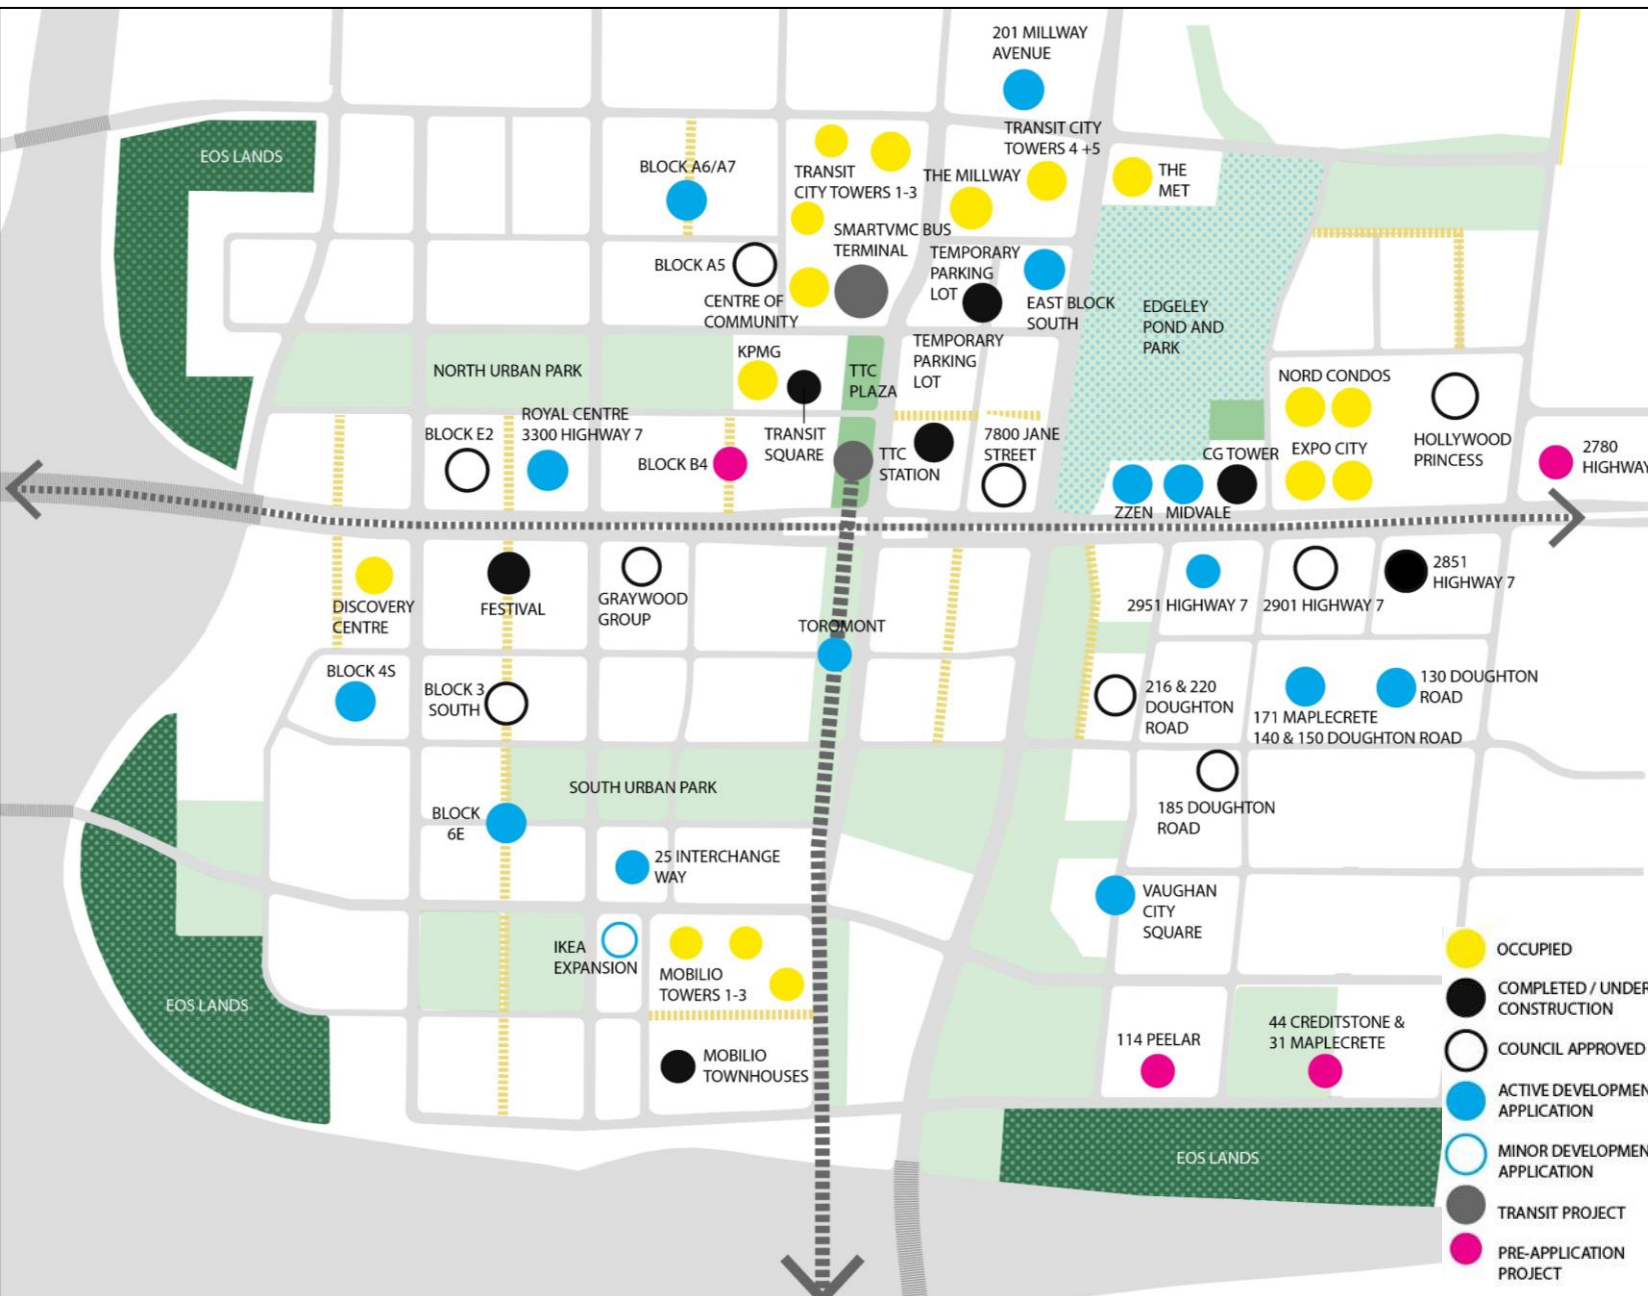 201 MILLWAY
AVENUE
TRANSIT CITY
TOWERS 4 +5
EOS LANDS
BLOCK A6/A7
TRANSIT
CITY TOWERS 1-3
THE MILLWAY
THE
MET
SMARTVMC BUS
TERMINAL
BLOCK A5
TEMPORARY
PARKING
LOT
CENTRE OF
COMMUNITY
EAST BLOCK
SOUTH
EDGELEY
POND AND
PARK
NORTH URBAN PARK
KPMG
TTC
PLAZA
TEMPORARY
PARKING
LOT
NORD CONDOS
BLOCK E2
ROYAL CENTRE
3300 HIGHWAY 7
BLOCK B4
TRANSIT
SQUARE
TTC
STATION
7800 JANE
STREET
CG TOWER
EXPO CITY
HOLLYWOOD
PRINCESS
2780
HIGHWAY
ZZEN
MIDVALE
DISCOVERY
CENTRE
FESTIVAL
GRAYWOOD
GROUP
TOROMONT
2951 HIGHWAY 7
2901 HIGHWAY 7
2851
HIGHWAY 7
BLOCK 4S
BLOCK 3
SOUTH
216 & 220
DOUGHTON
ROAD
171 MAPLECRETE
140 & 150 DOUGHTON ROAD
130 DOUGHTON
ROAD
SOUTH URBAN PARK
185 DOUGHTON
ROAD
BLOCK
6E
25 INTERCHANGE
WAY
VAUGHAN
CITY
SQUARE
IKEA
EXPANSION
MOBILIO
TOWERS 1-3
EOS LANDS
MOBILIO
TOWNHOUSES
114 PEELAR
44 CREDITSTONE &
31 MAPLECRETE
EOS LANDS
OCCUPIED
COMPLETED / UNDER
CONSTRUCTION
COUNCIL APPROVED
ACTIVE DEVELOPMEN
APPLICATION
MINOR DEVELOPMEN
APPLICATION
TRANSIT PROJECT
PRE-APPLICATION
PROJECT